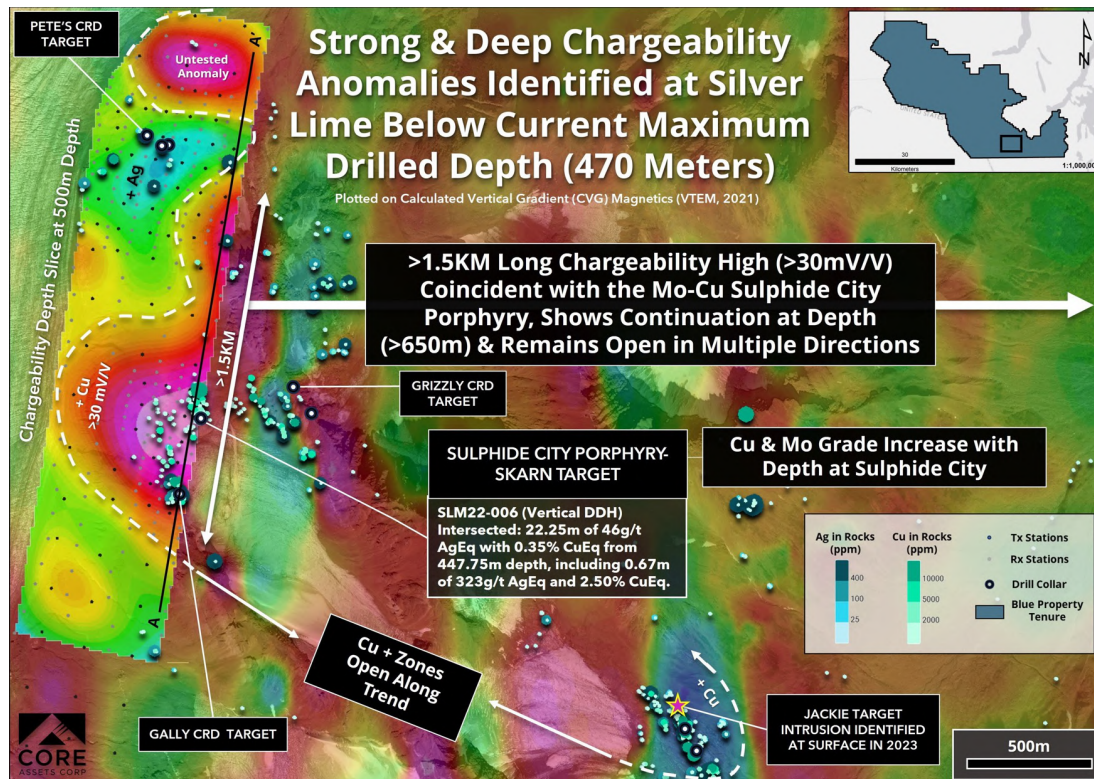 PETE'S CRD
TARGET
Untested
Anomaly
A'
+ Ag
Chargeability Depth Slice at 500m Depth
Strong & Deep Chargeability
Anomalies Identified at Silver
Lime Below Current Maximum
Drilled Depth (470 Meters)
Plotted on Calculated Vertical Gradient (CVG) Magnetics (VTEM, 2021)
N
30
Kilometers
1:1,000,00
>1.5KM Long Chargeability High (>30mV/V)
Coincident with the Mo-Cu Sulphide City
Porphyry, Shows Continuation at Depth
(>650m) & Remains Open in Multiple Directions
>1.5KM
+ Cu
>30 mV/V
GRIZZLY CRD
TARGET
SULPHIDE CITY PORPHYRY-
SKARN TARGET
SLM22-006 (Vertical DDH)
Intersected: 22.25m of 46g/t
AgEq with 0.35% CuEq from
447.75m depth, including 0.67m
of 323g/t AgEq and 2.50% CuEq.
Cu & Mo Grade Increase with
Depth at Sulphide City
Ag in Rocks
(ppm)
400
100
25
Cu in Rocks
(ppm)
10000
5000
2000
Tx Stations
Rx Stations
Drill Collar
Blue Property
Tenure
A
Cu + Zones
Open Along
Trend
+ Cu
GALLY CRD TARGET
JACKIE TARGET
INTRUSION IDENTIFIED
AT SURFACE IN 2023
500m
CORE
ASSETS CORP